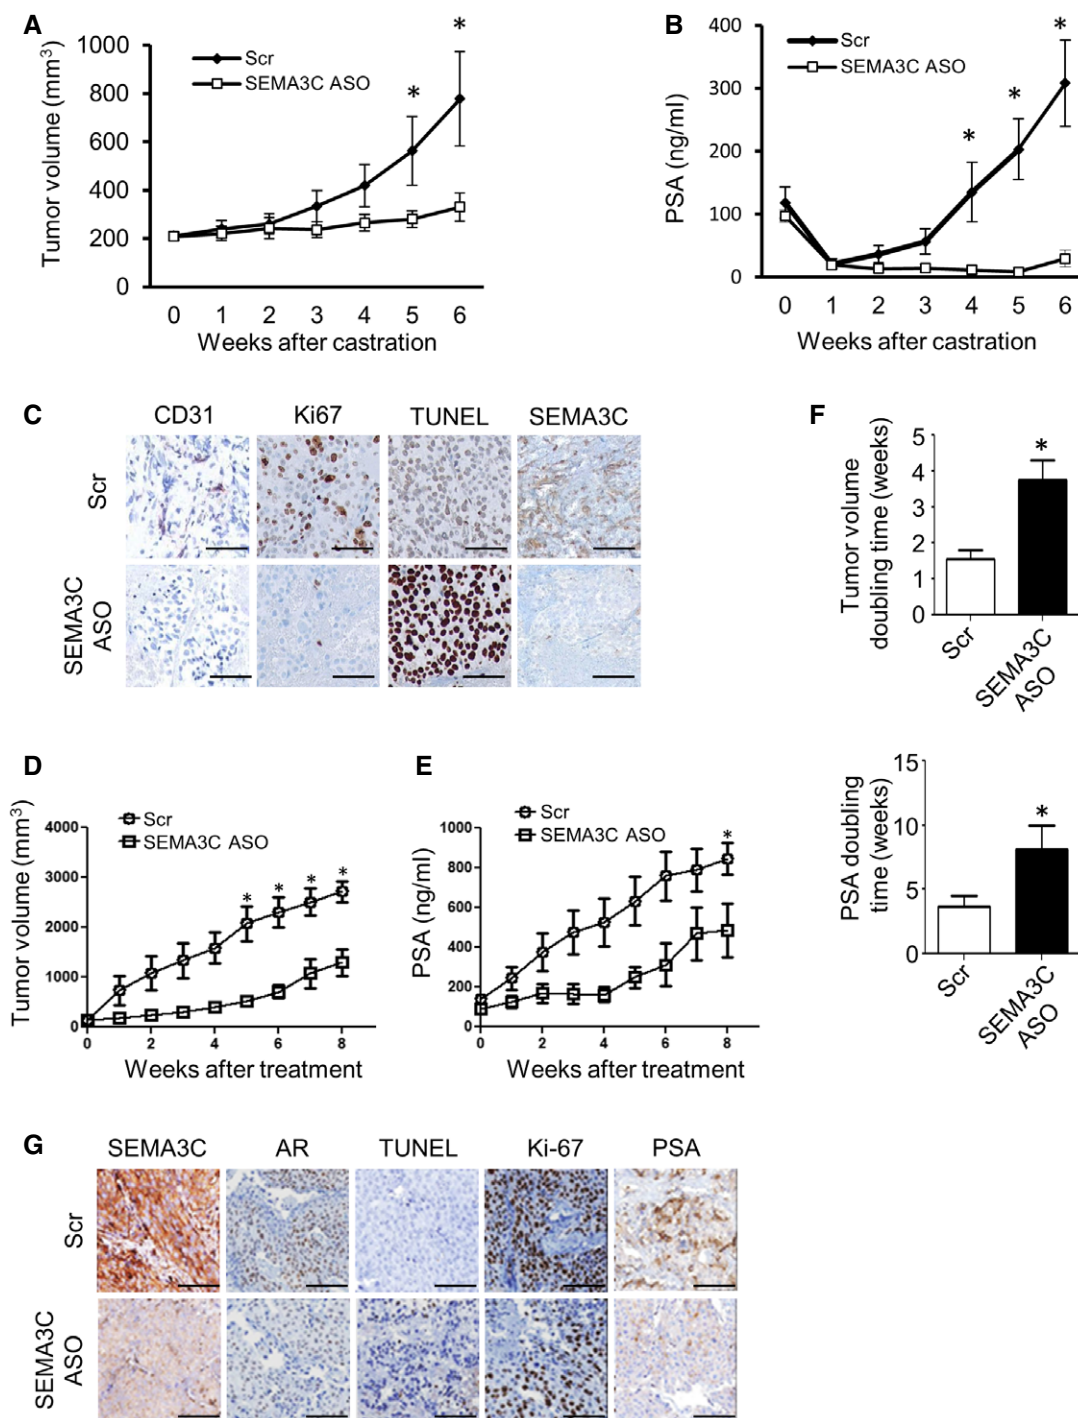 A
Tumor volume (mm³)
1000
800
600
400
200
0
Scr
SEMA3C ASO
*
*
0 1 2 3 4 5 6
Weeks after castration
B
PSA (ng/ml)
400
300
200
100
0
Scr
SEMA3C ASO
*
*
*
0 1 2 3 4 5 6
Weeks after castration
C
CD31 Ki67 TUNEL SEMA3C
Scr
SEMA3C
ASO
F
Tumor volume
doubling time (weeks)
5
4
3
2
1
0
*
Scr
SEMA3C
ASO
PSA doubling
time (weeks)
15
10
5
0
*
Scr
SEMA3C
ASO
D
Tumor volume (mm³)
4000
3000
2000
1000
0
Scr
SEMA3C ASO
* * * *
0 2 4 6 8
Weeks after treatment
E
PSA (ng/ml)
1000
800
600
400
200
0
Scr
SEMA3C ASO
*
0 2 4 6 8
Weeks after treatment
G
SEMA3C AR TUNEL Ki-67 PSA
Scr
SEMA3C
ASO